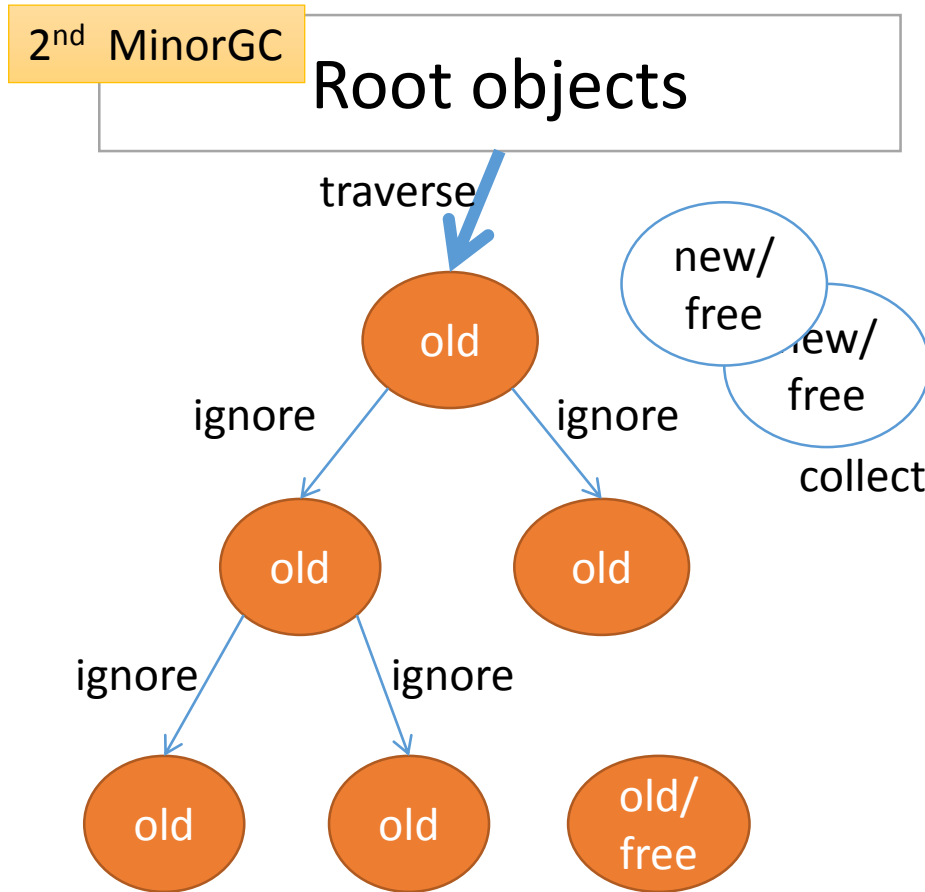 2nd MinorGC
Root objects
traverse
new/
free
old
new/
free
ignore
ignore
collect
old
old
ignore
ignore
old
old
old/
free